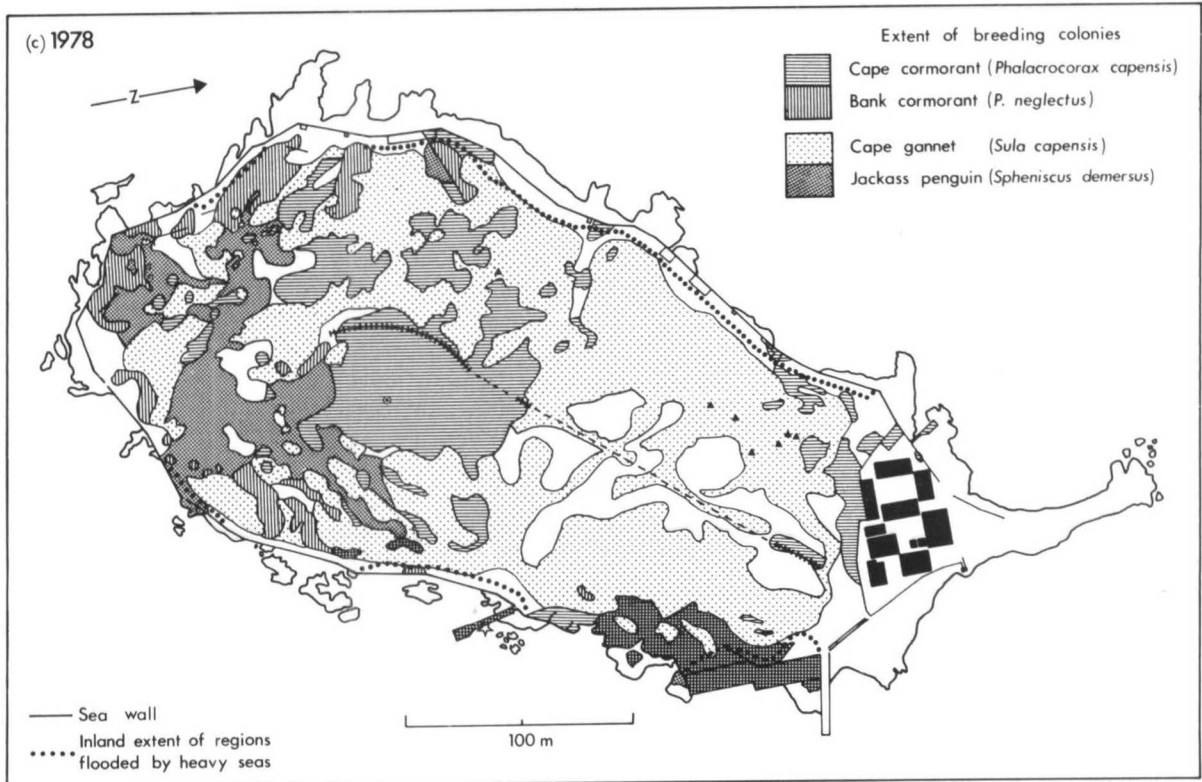 (c) 1978
Z
Extent of breeding colonies
Cape cormorant (Phalacrocorax capensis)
Bank cormorant (P. neglectus)
Cape gannet (Sula capensis)
Jackass penguin (Spheniscus demersus)
Sea wall
Inland extent of regions
flooded by heavy seas
100 m